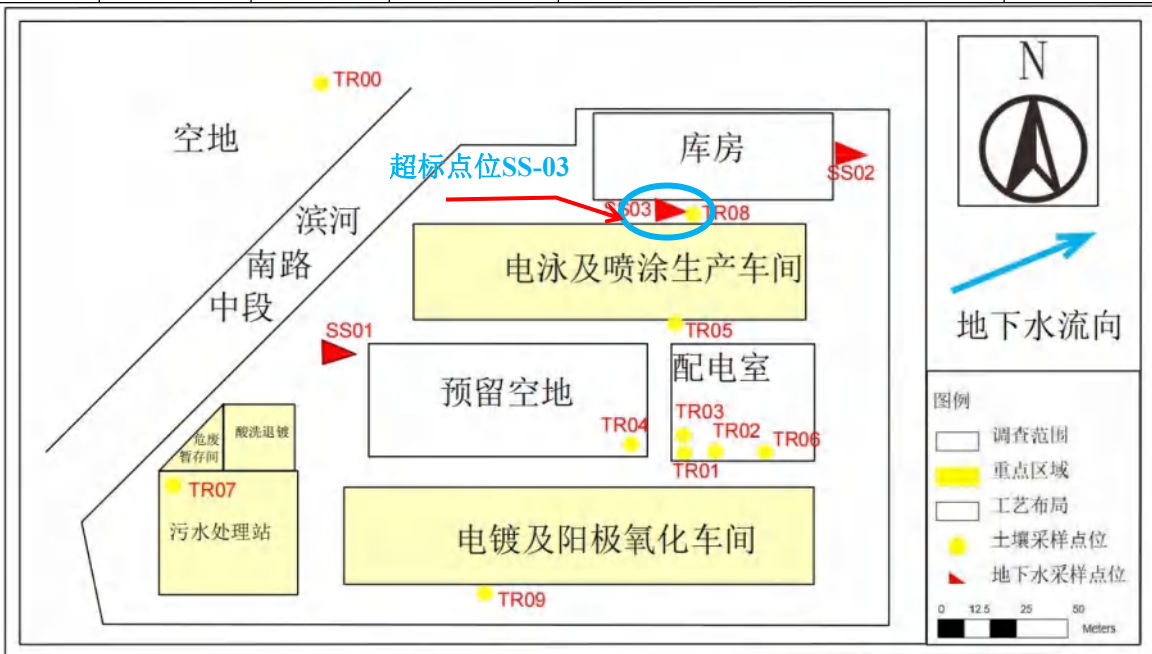 TR00
空地
滨河
南路
中段
超标点位SS-03
库房
SS02
SS03
TR08
电泳及喷涂生产车间
TR05
SS01
预留空地
TR04
配电室
TR03
TR02
TR06
TR01
危废
暂存间
酸洗退镀
TR07
污水处理站
电镀及阳极氧化车间
TR09
N
地下水流向
图例
调查范围
重点区域
工艺布局
土壤采样点位
地下水采样点位
0 12.5 25 50
Meters